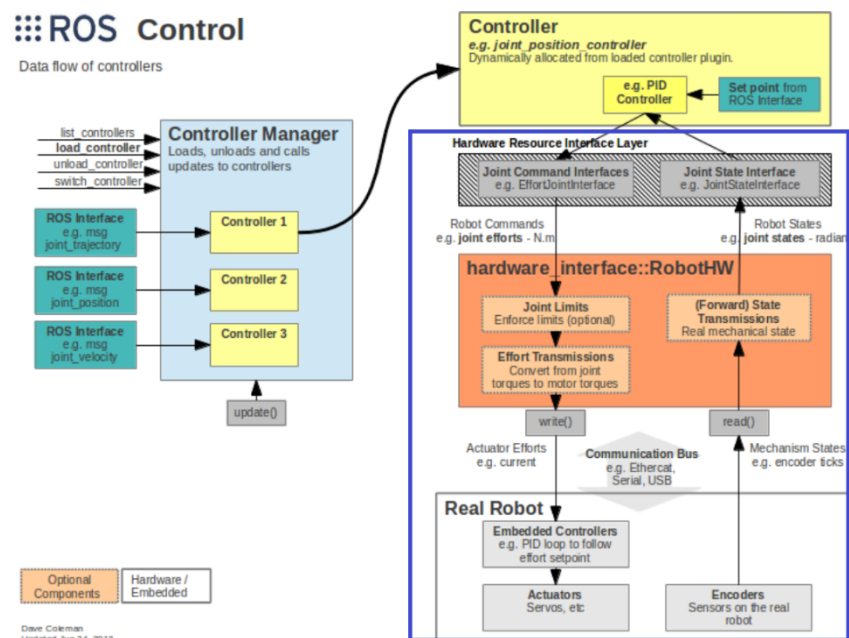 ROS Control
Data flow of controllers
list_controllers
load_controller
unload_controller
switch_controller
Controller Manager
Loads, unloads and calls
updates to controllers
ROS Interface
e.g. msg
joint_trajectory
Controller 1
ROS Interface
e.g. msg
joint_position
Controller 2
ROS Interface
e.g. msg
joint_velocity
Controller 3
update()
Controller
e.g. joint_position_controller
Dynamically allocated from loaded controller plugin.
e.g. PID
Controller
Set point from
ROS Interface
Hardware Resource Interface Layer
Joint Command Interfaces
e.g. EffortJointInterface
Joint State Interface
e.g. JointStateInterface
Robot Commands
e.g. joint efforts - N.m
Robot States
e.g. joint states - radian
hardware_interface::RobotHW
Joint Limits
Enforce limits (optional)
(Forward) State
Transmissions
Real mechanical state
Effort Transmissions
Convert from joint
torques to motor torques
write()
read()
Actuator Efforts
e.g. current
Communication Bus
e.g. Ethercat,
Serial, USB
Mechanism States
e.g. encoder ticks
Real Robot
Embedded Controllers
e.g. PID loop to follow
effort setpoint
Actuators
Servos, etc
Encoders
Sensors on the real
robot
Optional
Components
Hardware /
Embedded
Dave Coleman